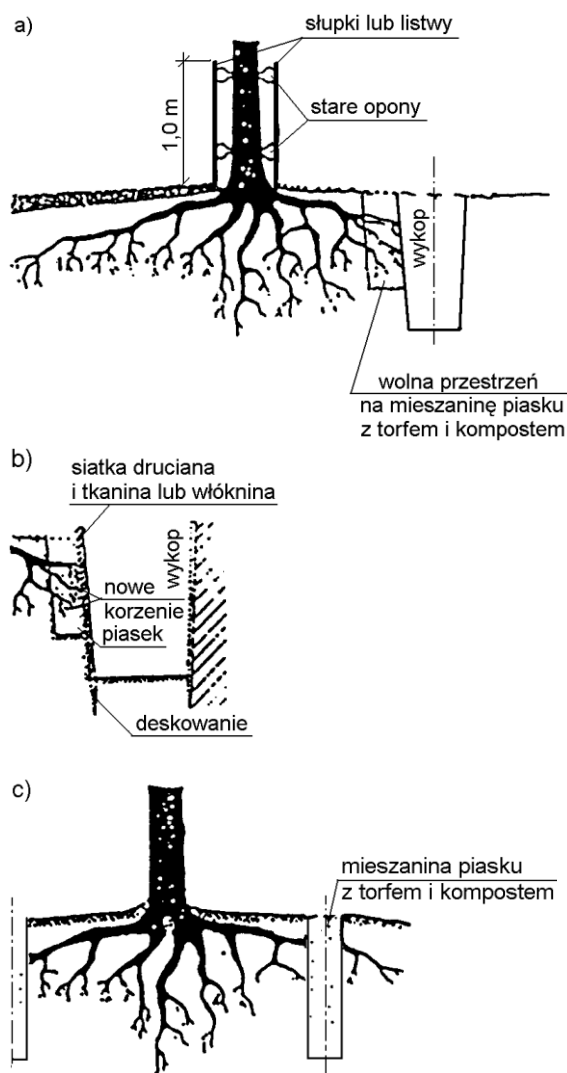 a)
słupki lub listwy
stare opony
1,0 m
wykop
wolna przestrzeń
na mieszaninę piasku
z torfem i kompostem
b)
siatka druciana
i tkanina lub włóknina
wykop
nowe
korzenie
piasek
deskowanie
c)
mieszanina piasku
z torfem i kompostem